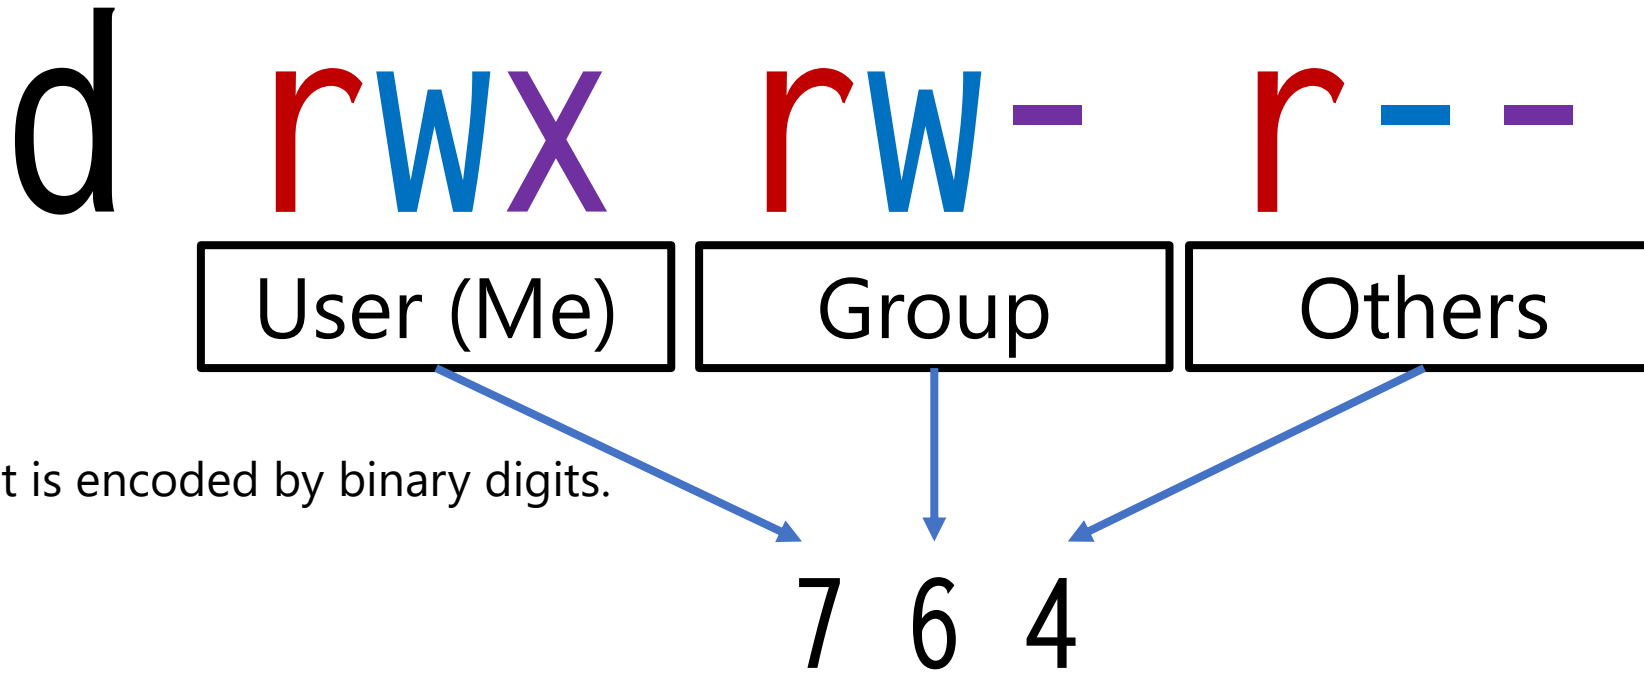 d rwx rw- r--
User (Me) Group Others
t is encoded by binary digits.
7 6 4